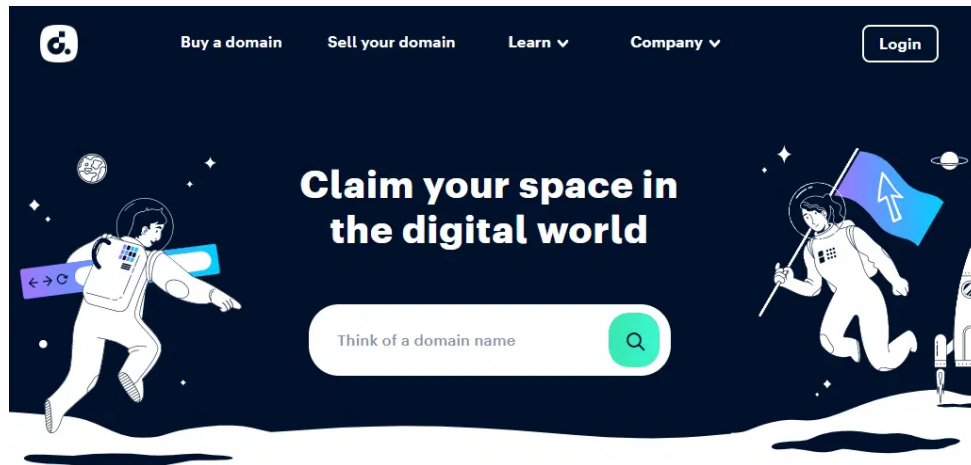 d.
Buy a domain
Sell your domain
Learn
Company
Login
Claim your space in
the digital world
Think of a domain name